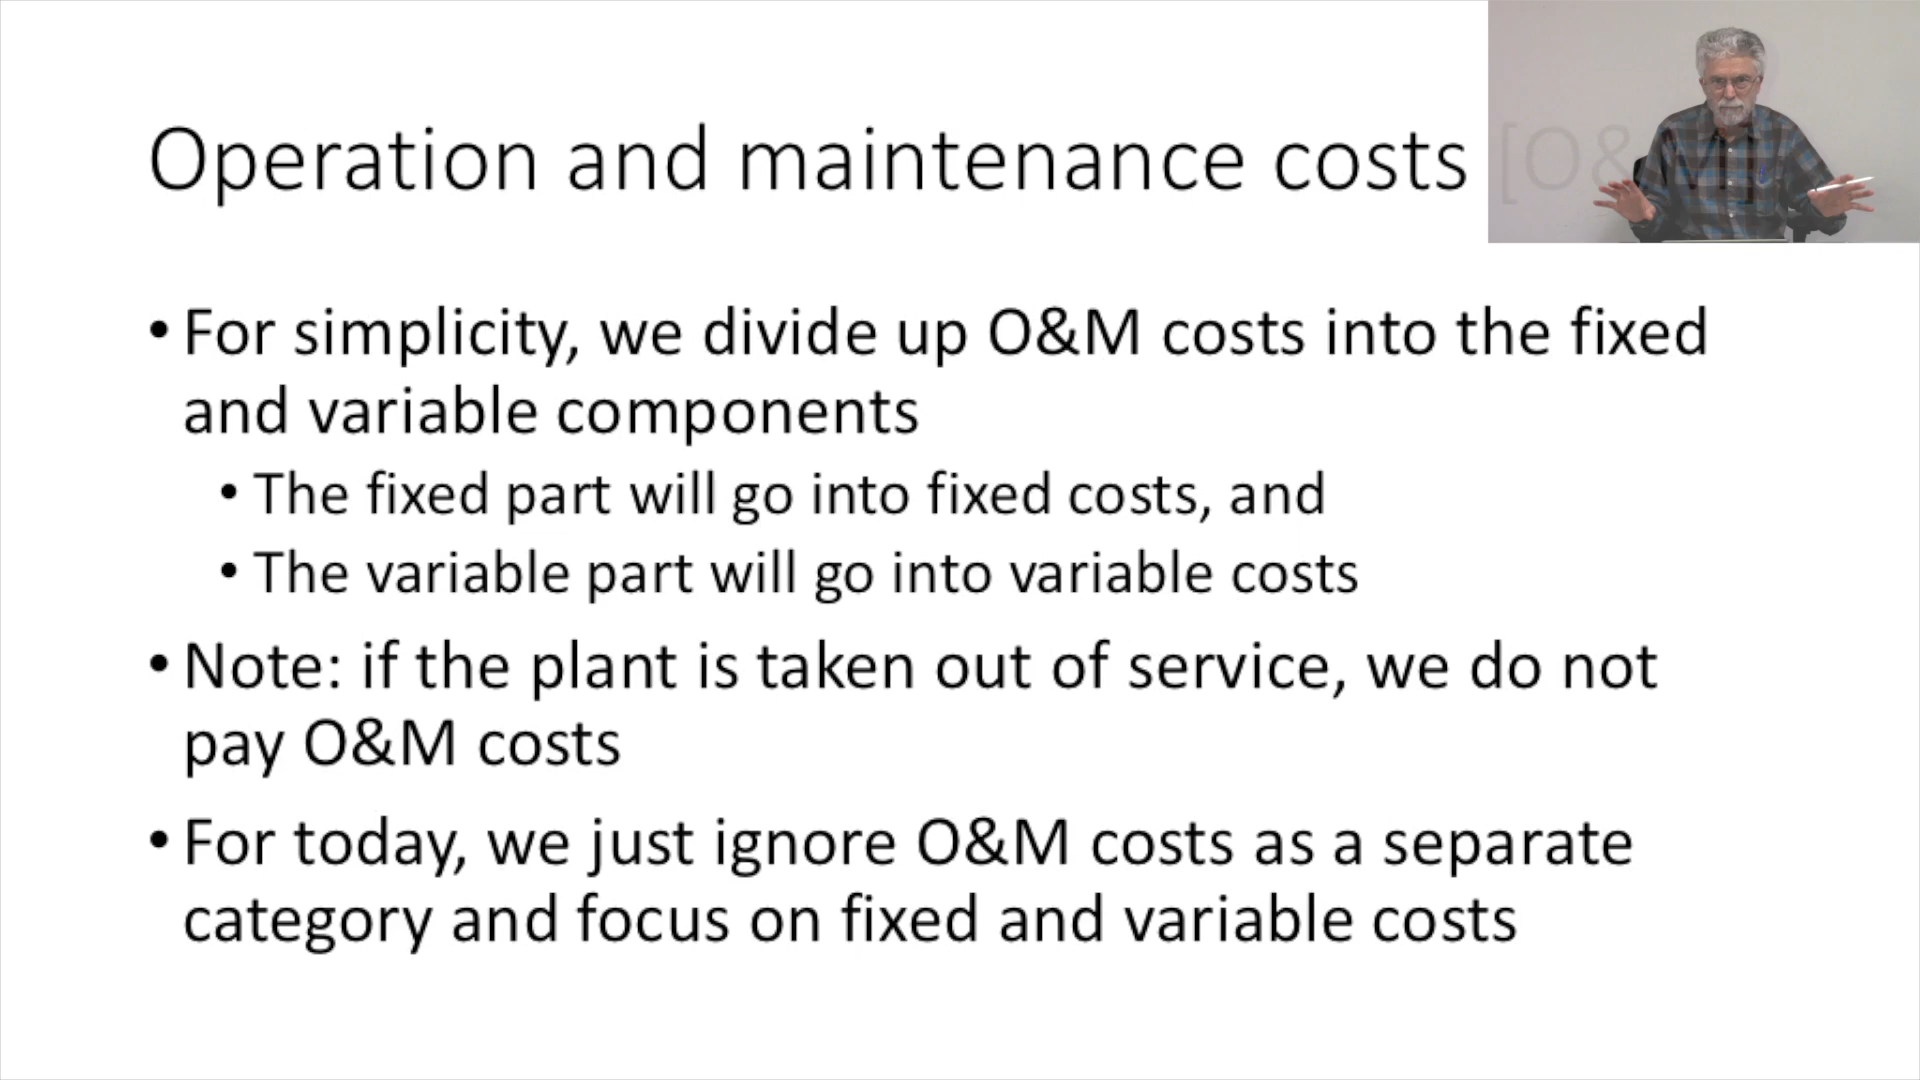 Operation and maintenance costs [O&M]
• For simplicity, we divide up O&M costs into the fixed
and variable components
• The fixed part will go into fixed costs, and
• The variable part will go into variable costs
• Note: if the plant is taken out of service, we do not
pay O&M costs
• For today, we just ignore O&M costs as a separate
category and focus on fixed and variable costs